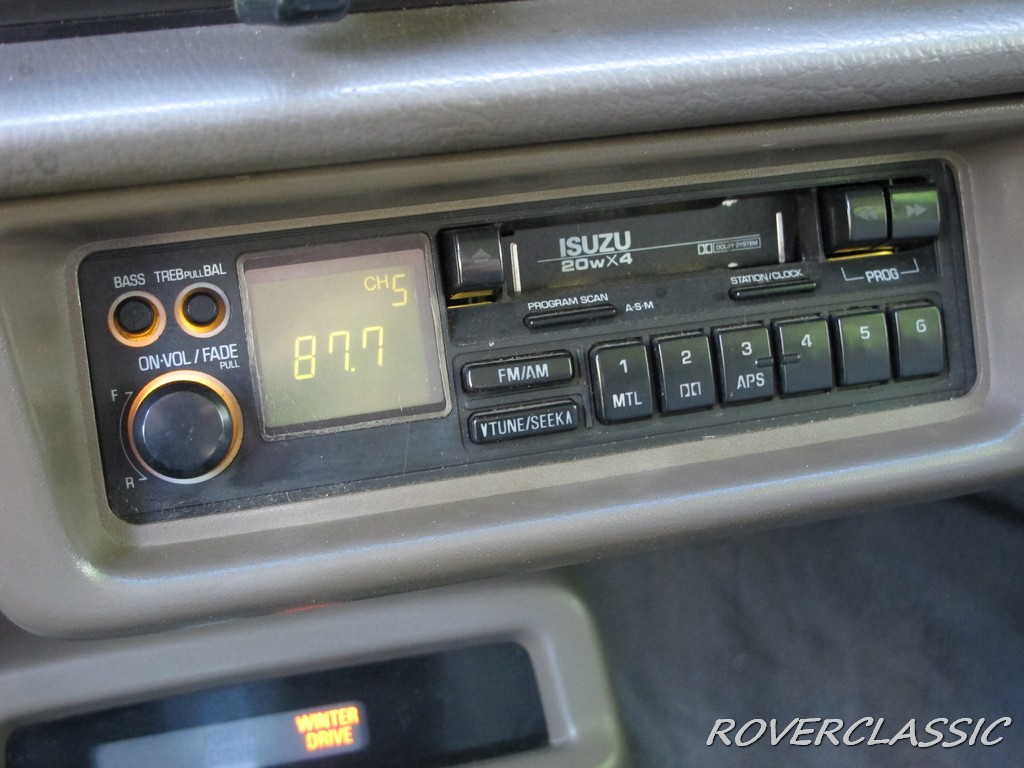 BASS TREB PULL BAL
ON·VOL / FADE
PULL
F
R
CH 5
87.7
ISUZU
20W X 4
DOLBY SYSTEM
PROGRAM SCAN
A·S·M
STATION/CLOCK
PROG
FM/AM
TUNE/SEEK
1 2 3 4 5 6
MTL APS
WINTER
DRIVE
ROVERCLASSIC